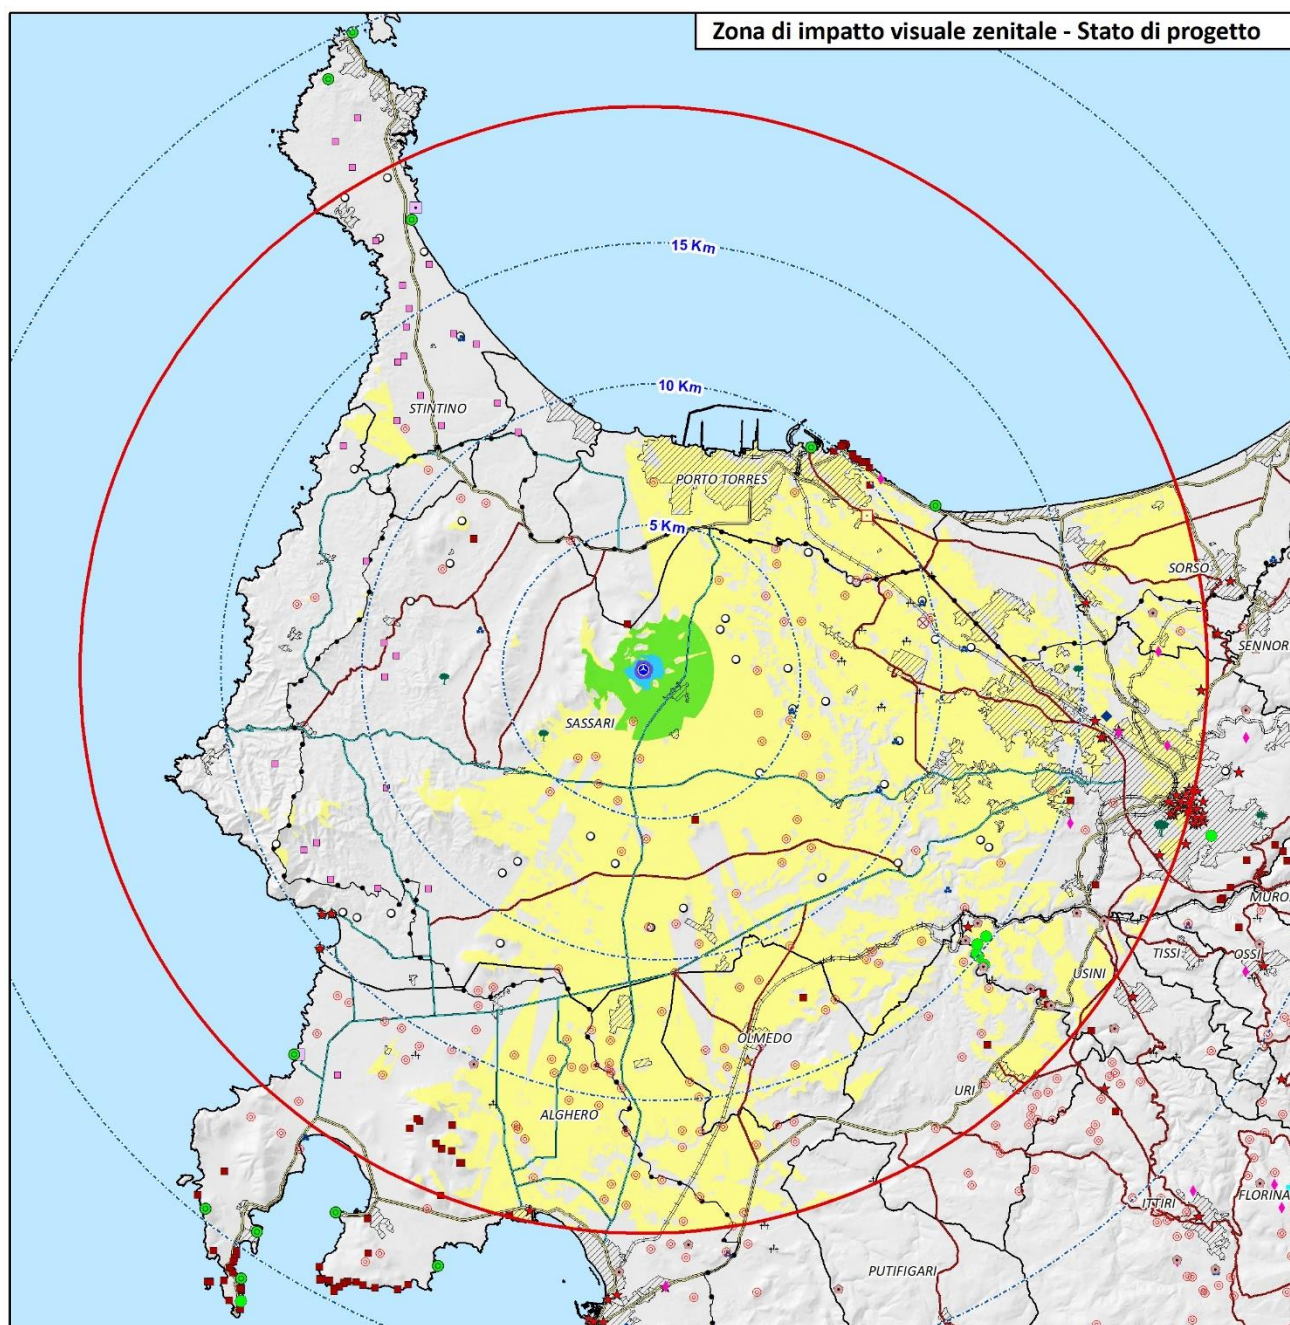 Zona di impatto visuale zenitale - Stato di progetto
15 Km
10 Km
STINTINO
PORTO TORRES
5 Km
SORSO
SENNOR
SASSARI
MUROS
TISSI
OSSI
USINI
OLMEDO
URI
ALGHERO
ITTIRI
FLORINA
PUTIFIGARI